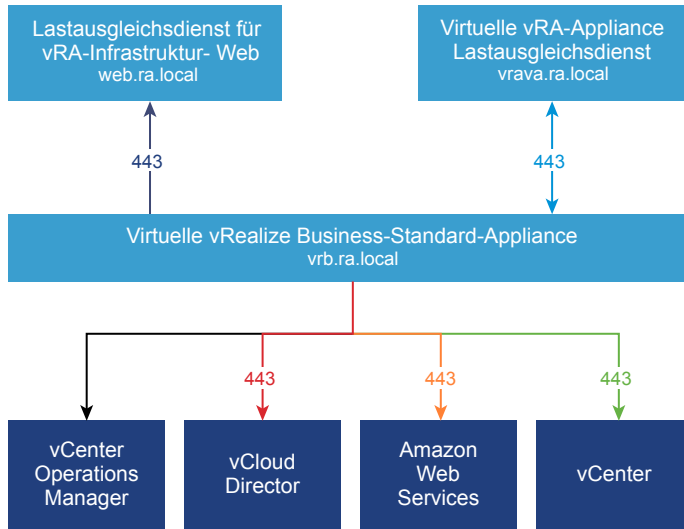 Lastausgleichsdienst für
vRA-Infrastruktur- Web
web.ra.local
Virtuelle vRA-Appliance
Lastausgleichsdienst
vrava.ra.local
443
443
Virtuelle vRealize Business-Standard-Appliance
vrb.ra.local
443
443
443
vCenter
Operations
Manager
vCloud
Director
Amazon
Web
Services
vCenter